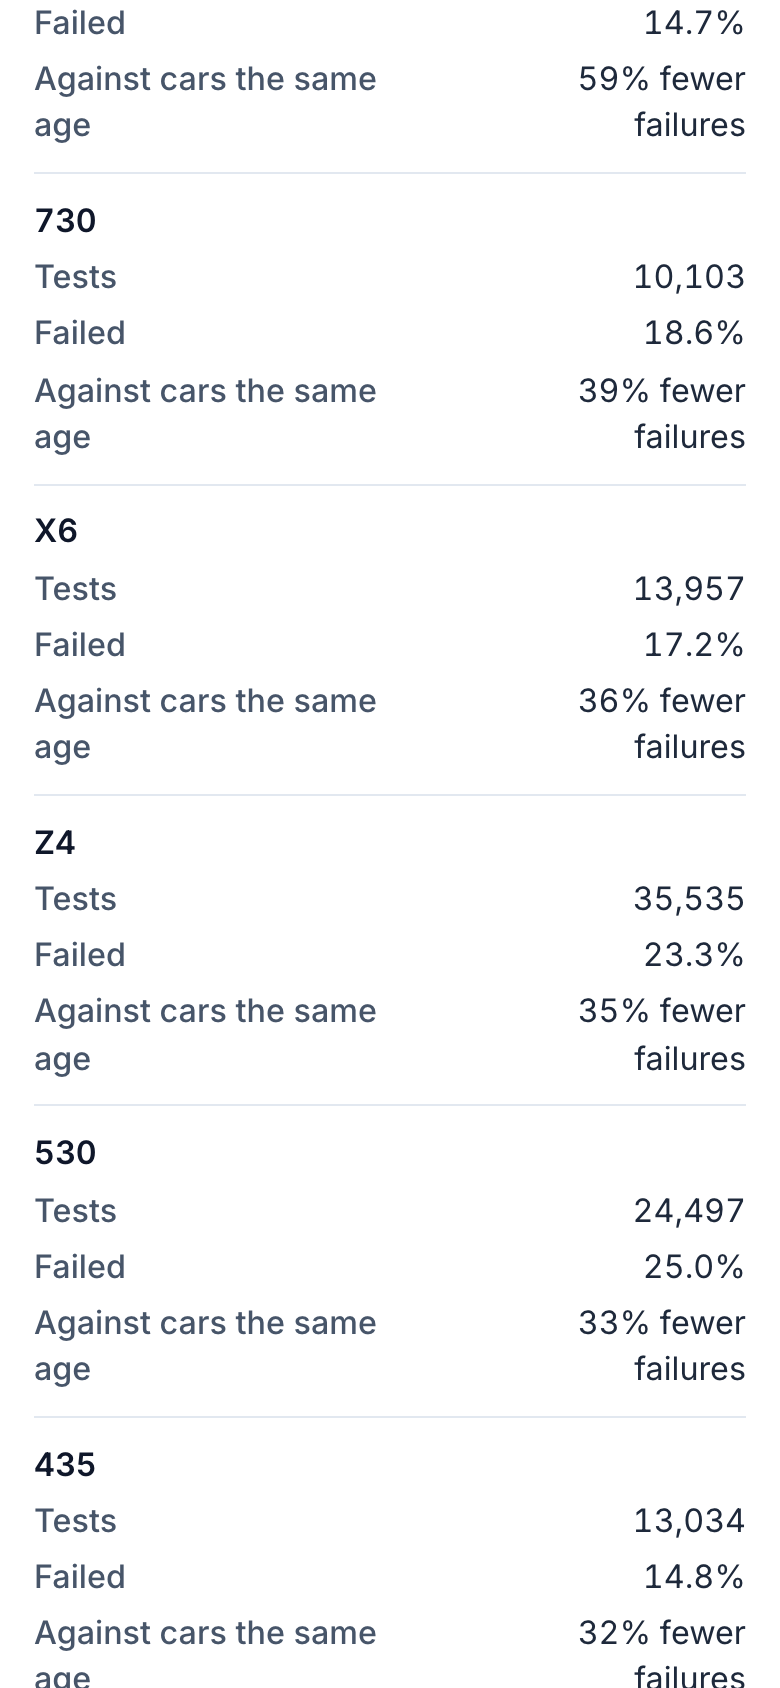 Failed 14.7%
Against cars the same 59% fewer
age failures
730
Tests 10,103
Failed 18.6%
Against cars the same 39% fewer
age failures
X6
Tests 13,957
Failed 17.2%
Against cars the same 36% fewer
age failures
Z4
Tests 35,535
Failed 23.3%
Against cars the same 35% fewer
age failures
530
Tests 24,497
Failed 25.0%
Against cars the same 33% fewer
age failures
435
Tests 13,034
Failed 14.8%
Against cars the same 32% fewer
age failures